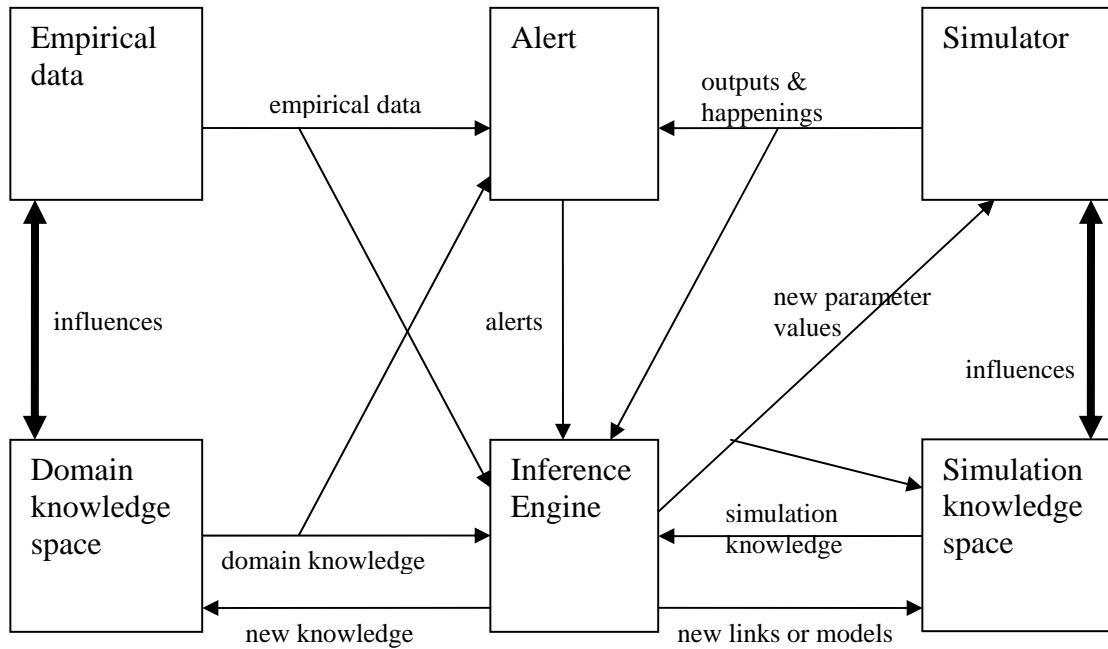 Empirical
data
Alert
Simulator
empirical data
outputs &
happenings
influences
alerts
new parameter
values
influences
Domain
knowledge
space
Inference
Engine
Simulation
knowledge
space
domain knowledge
simulation
knowledge
new knowledge
new links or models